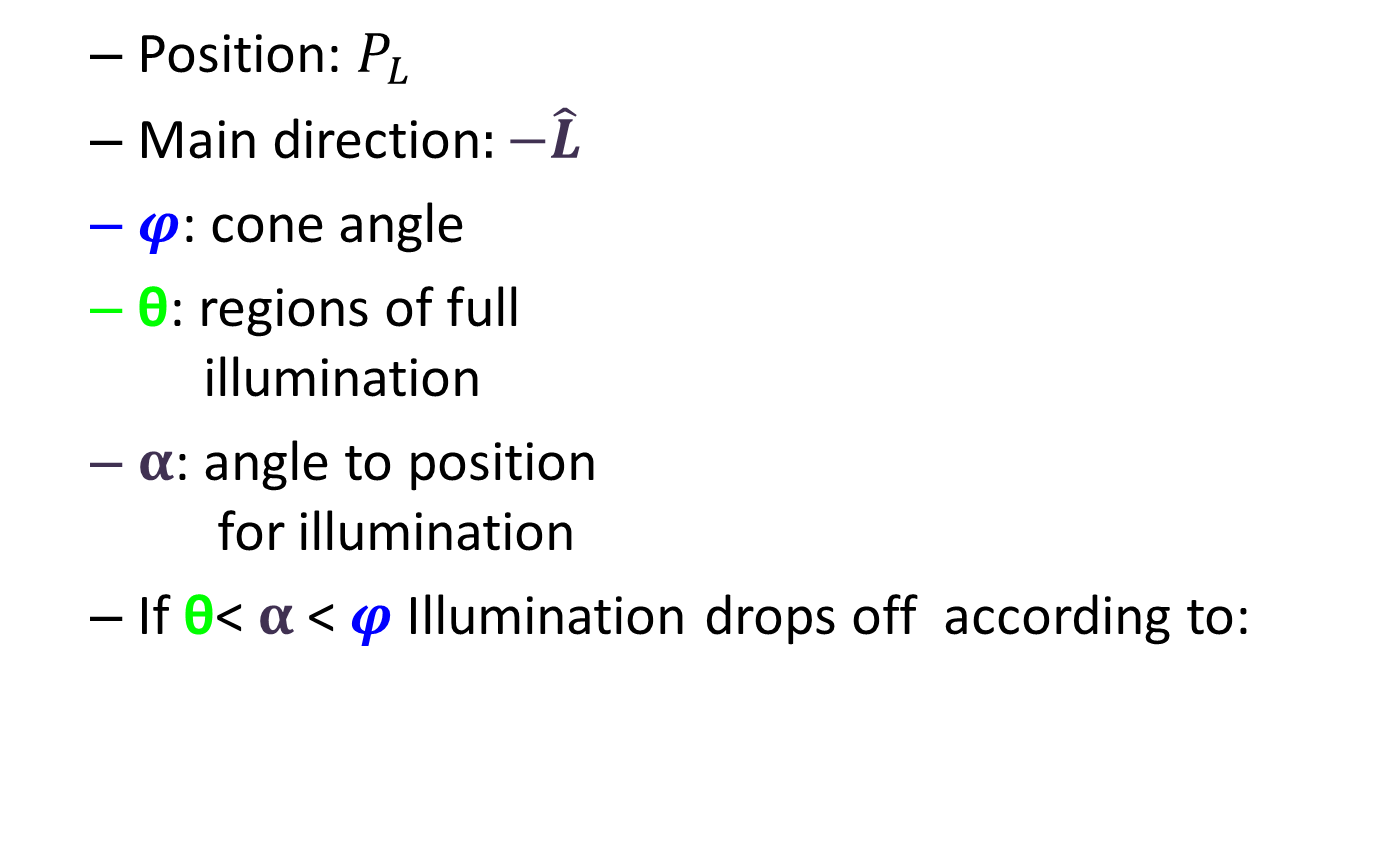 – Position: P_L
– Main direction: −L̂
– φ: cone angle
– θ: regions of full
illumination
– α: angle to position
for illumination
– If θ< α < φ Illumination drops off according to: